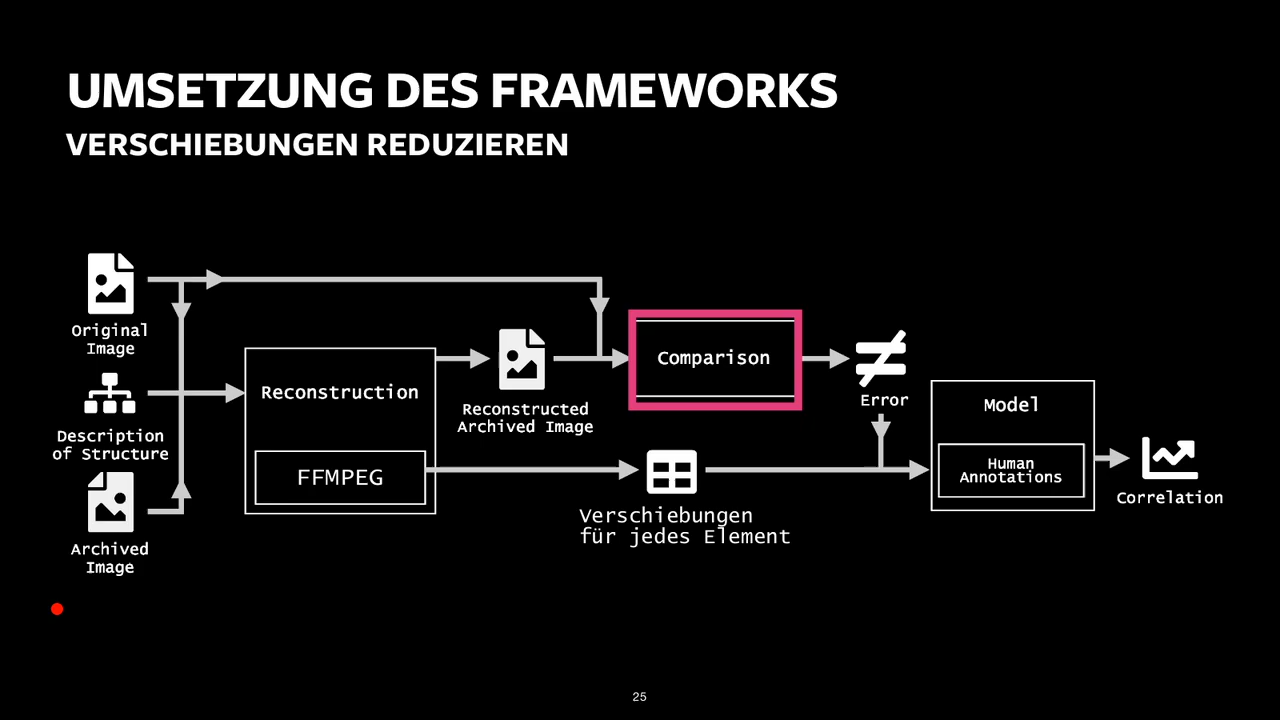 UMSETZUNG DES FRAMEWORKS
VERSCHIEBUNGEN REDUZIEREN
Original
Image
Description
of Structure
Archived
Image
Reconstruction
FFMPEG
Reconstructed
Archived Image
Comparison
Verschiebungen
für jedes Element
Error
Model
Human
Annotations
Correlation
25